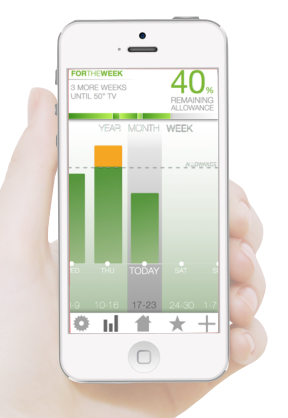 FORTHEWEEK
3 MORE WEEKS
UNTIL 50" TV
40%
REMAINING
ALLOWANCE
YEAR MONTH WEEK
ALLOWANCE
ED THU TODAY SAT S
-9 10-16 17-23 24-30 1-7